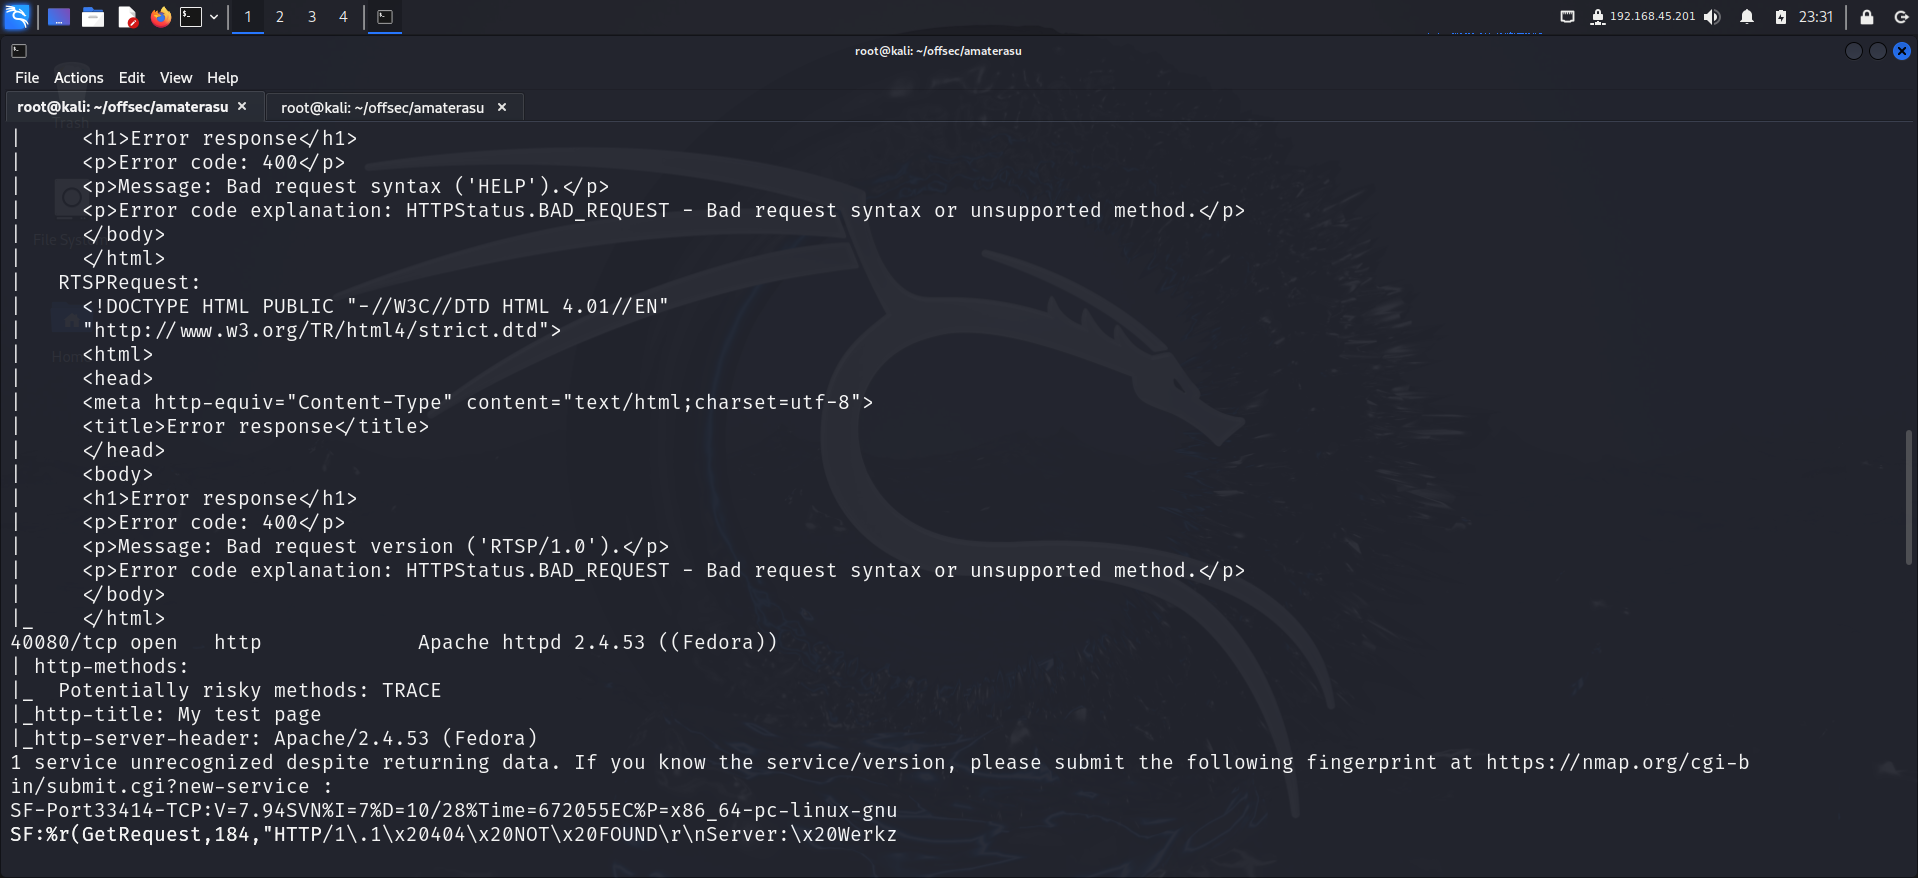 1 2 3 4 192.168.45.201 23:31
root@kali: ~/offsec/amaterasu
File Actions Edit View Help
root@kali: ~/offsec/amaterasu × root@kali: ~/offsec/amaterasu ×
Trash
File System
Home
|     <h1>Error response</h1>
|     <p>Error code: 400</p>
|     <p>Message: Bad request syntax ('HELP').</p>
|     <p>Error code explanation: HTTPStatus.BAD_REQUEST - Bad request syntax or unsupported method.</p>
|     </body>
|     </html>
|   RTSPRequest:
|     <!DOCTYPE HTML PUBLIC "-//W3C//DTD HTML 4.01//EN"
|     "http://www.w3.org/TR/html4/strict.dtd">
|     <html>
|     <head>
|     <meta http-equiv="Content-Type" content="text/html;charset=utf-8">
|     <title>Error response</title>
|     </head>
|     <body>
|     <h1>Error response</h1>
|     <p>Error code: 400</p>
|     <p>Message: Bad request version ('RTSP/1.0').</p>
|     <p>Error code explanation: HTTPStatus.BAD_REQUEST - Bad request syntax or unsupported method.</p>
|     </body>
|_    </html>
40080/tcp open   http             Apache httpd 2.4.53 ((Fedora))
| http-methods:
|_  Potentially risky methods: TRACE
|_http-title: My test page
|_http-server-header: Apache/2.4.53 (Fedora)
1 service unrecognized despite returning data. If you know the service/version, please submit the following fingerprint at https://nmap.org/cgi-b
in/submit.cgi?new-service :
SF-Port33414-TCP:V=7.94SVN%I=7%D=10/28%Time=672055EC%P=x86_64-pc-linux-gnu
SF:%r(GetRequest,184,"HTTP/1\.1\x20404\x20NOT\x20FOUND\r\nServer:\x20Werkz